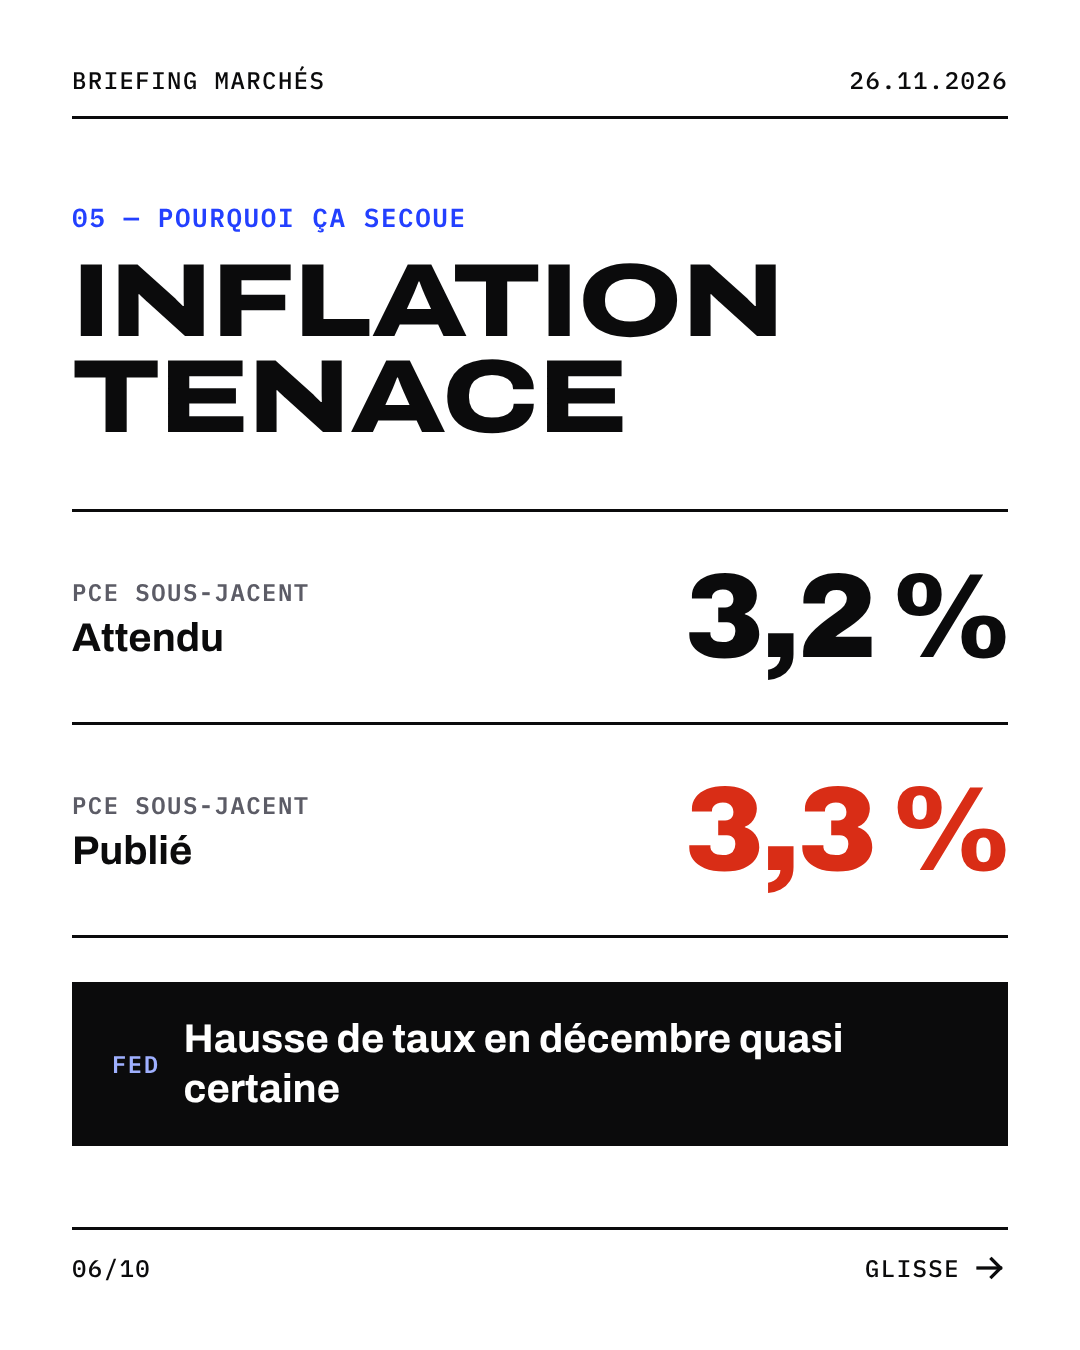 BRIEFING MARCHÉS
26.11.2026
05 — POURQUOI ÇA SECOUE
INFLATION
TENACE
PCE SOUS-JACENT
Attendu
3,2 %
PCE SOUS-JACENT
Publié
3,3 %
FED
Hausse de taux en décembre quasi
certaine
06/10
GLISSE →